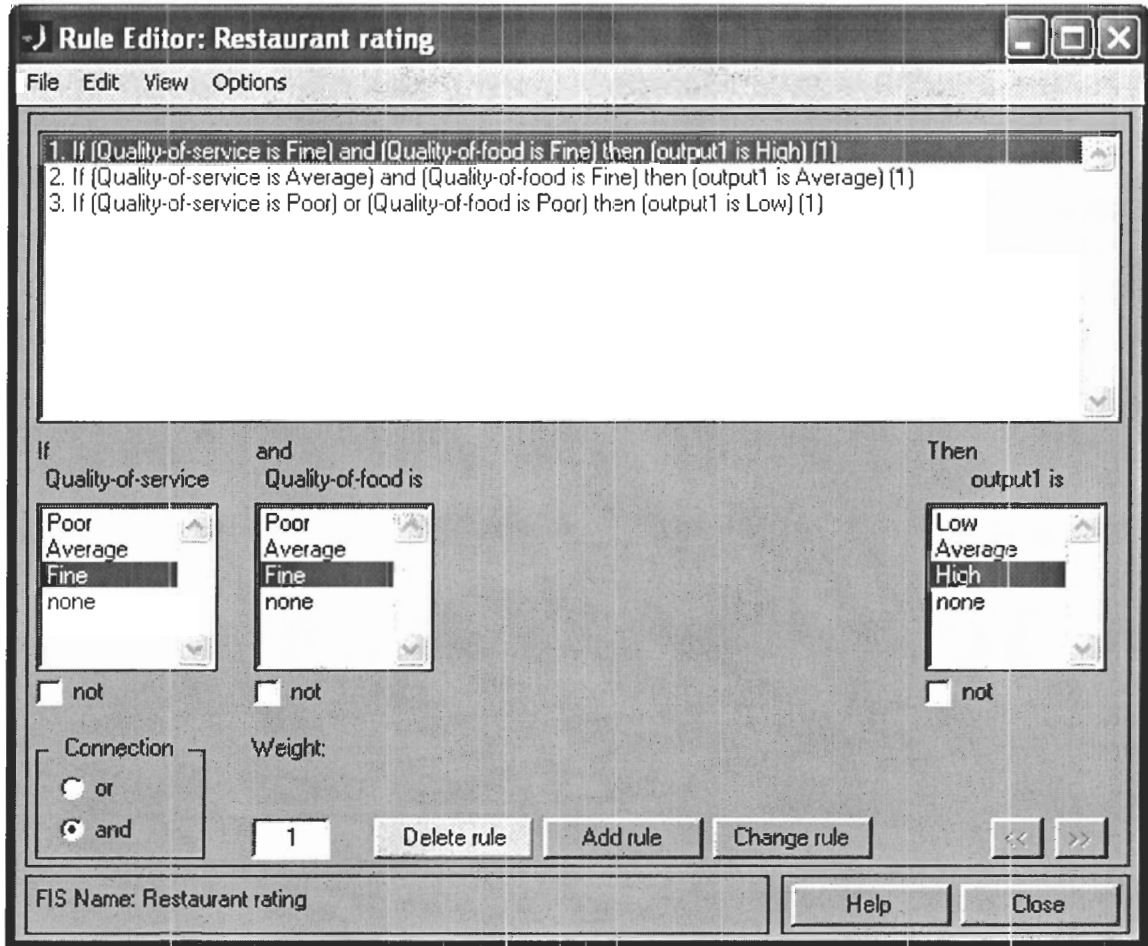 Rule Editor: Restaurant rating
File Edit View Options
1. If (Quality-of-service is Fine) and (Quality-of-food is Fine) then (output1 is High) (1)
2. If (Quality-of-service is Average) and (Quality-of-food is Fine) then (output1 is Average) (1)
3. If (Quality-of-service is Poor) or (Quality-of-food is Poor) then (output1 is Low) (1)
If and Then
Quality-of-service Quality-of-food is output1 is
Poor Poor Low
Average Average Average
Fine Fine High
none none none
not not not
Connection Weight:
or
and 1 Delete rule Add rule Change rule << >>
FIS Name: Restaurant rating Help Close